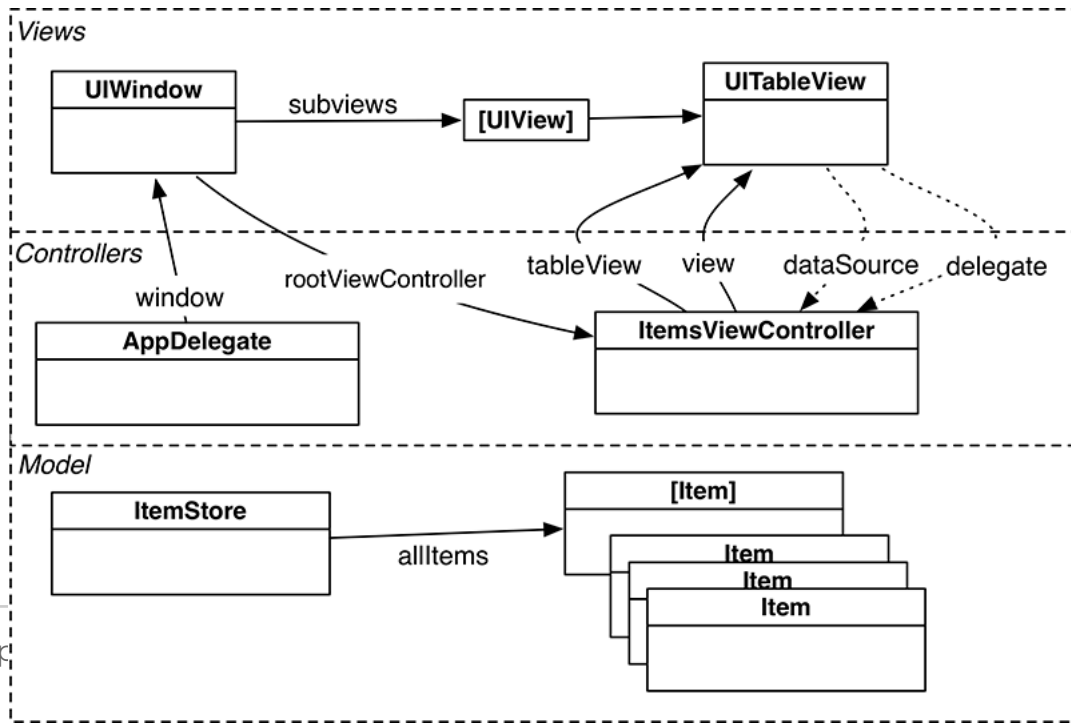 Views
UIWindow
subviews
[UIView]
UITableView
Controllers
rootViewController
tableView
view
dataSource
delegate
window
AppDelegate
ItemsViewController
Model
ItemStore
allItems
[Item]
Item
Item
Item